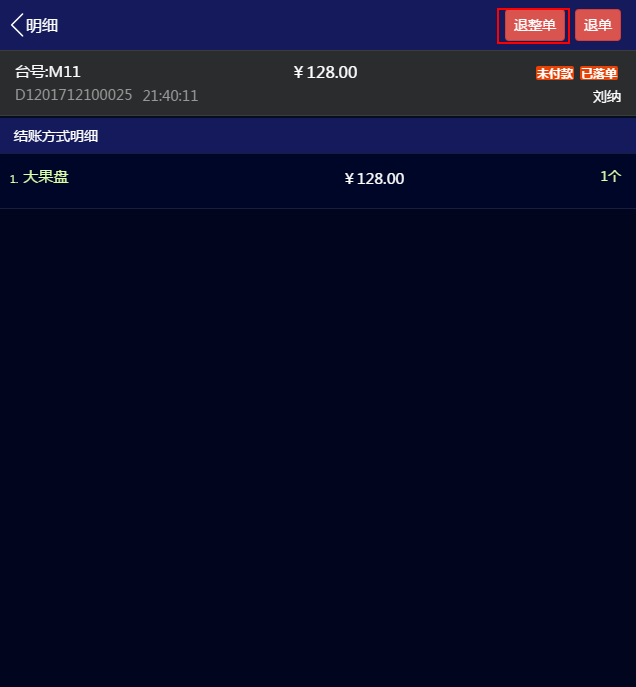 明细 退整单 退单
台号:M11 ￥128.00 未付款 已落单
D1201712100025 21:40:11 刘纳
结账方式明细
1. 大果盘 ￥128.00 1个